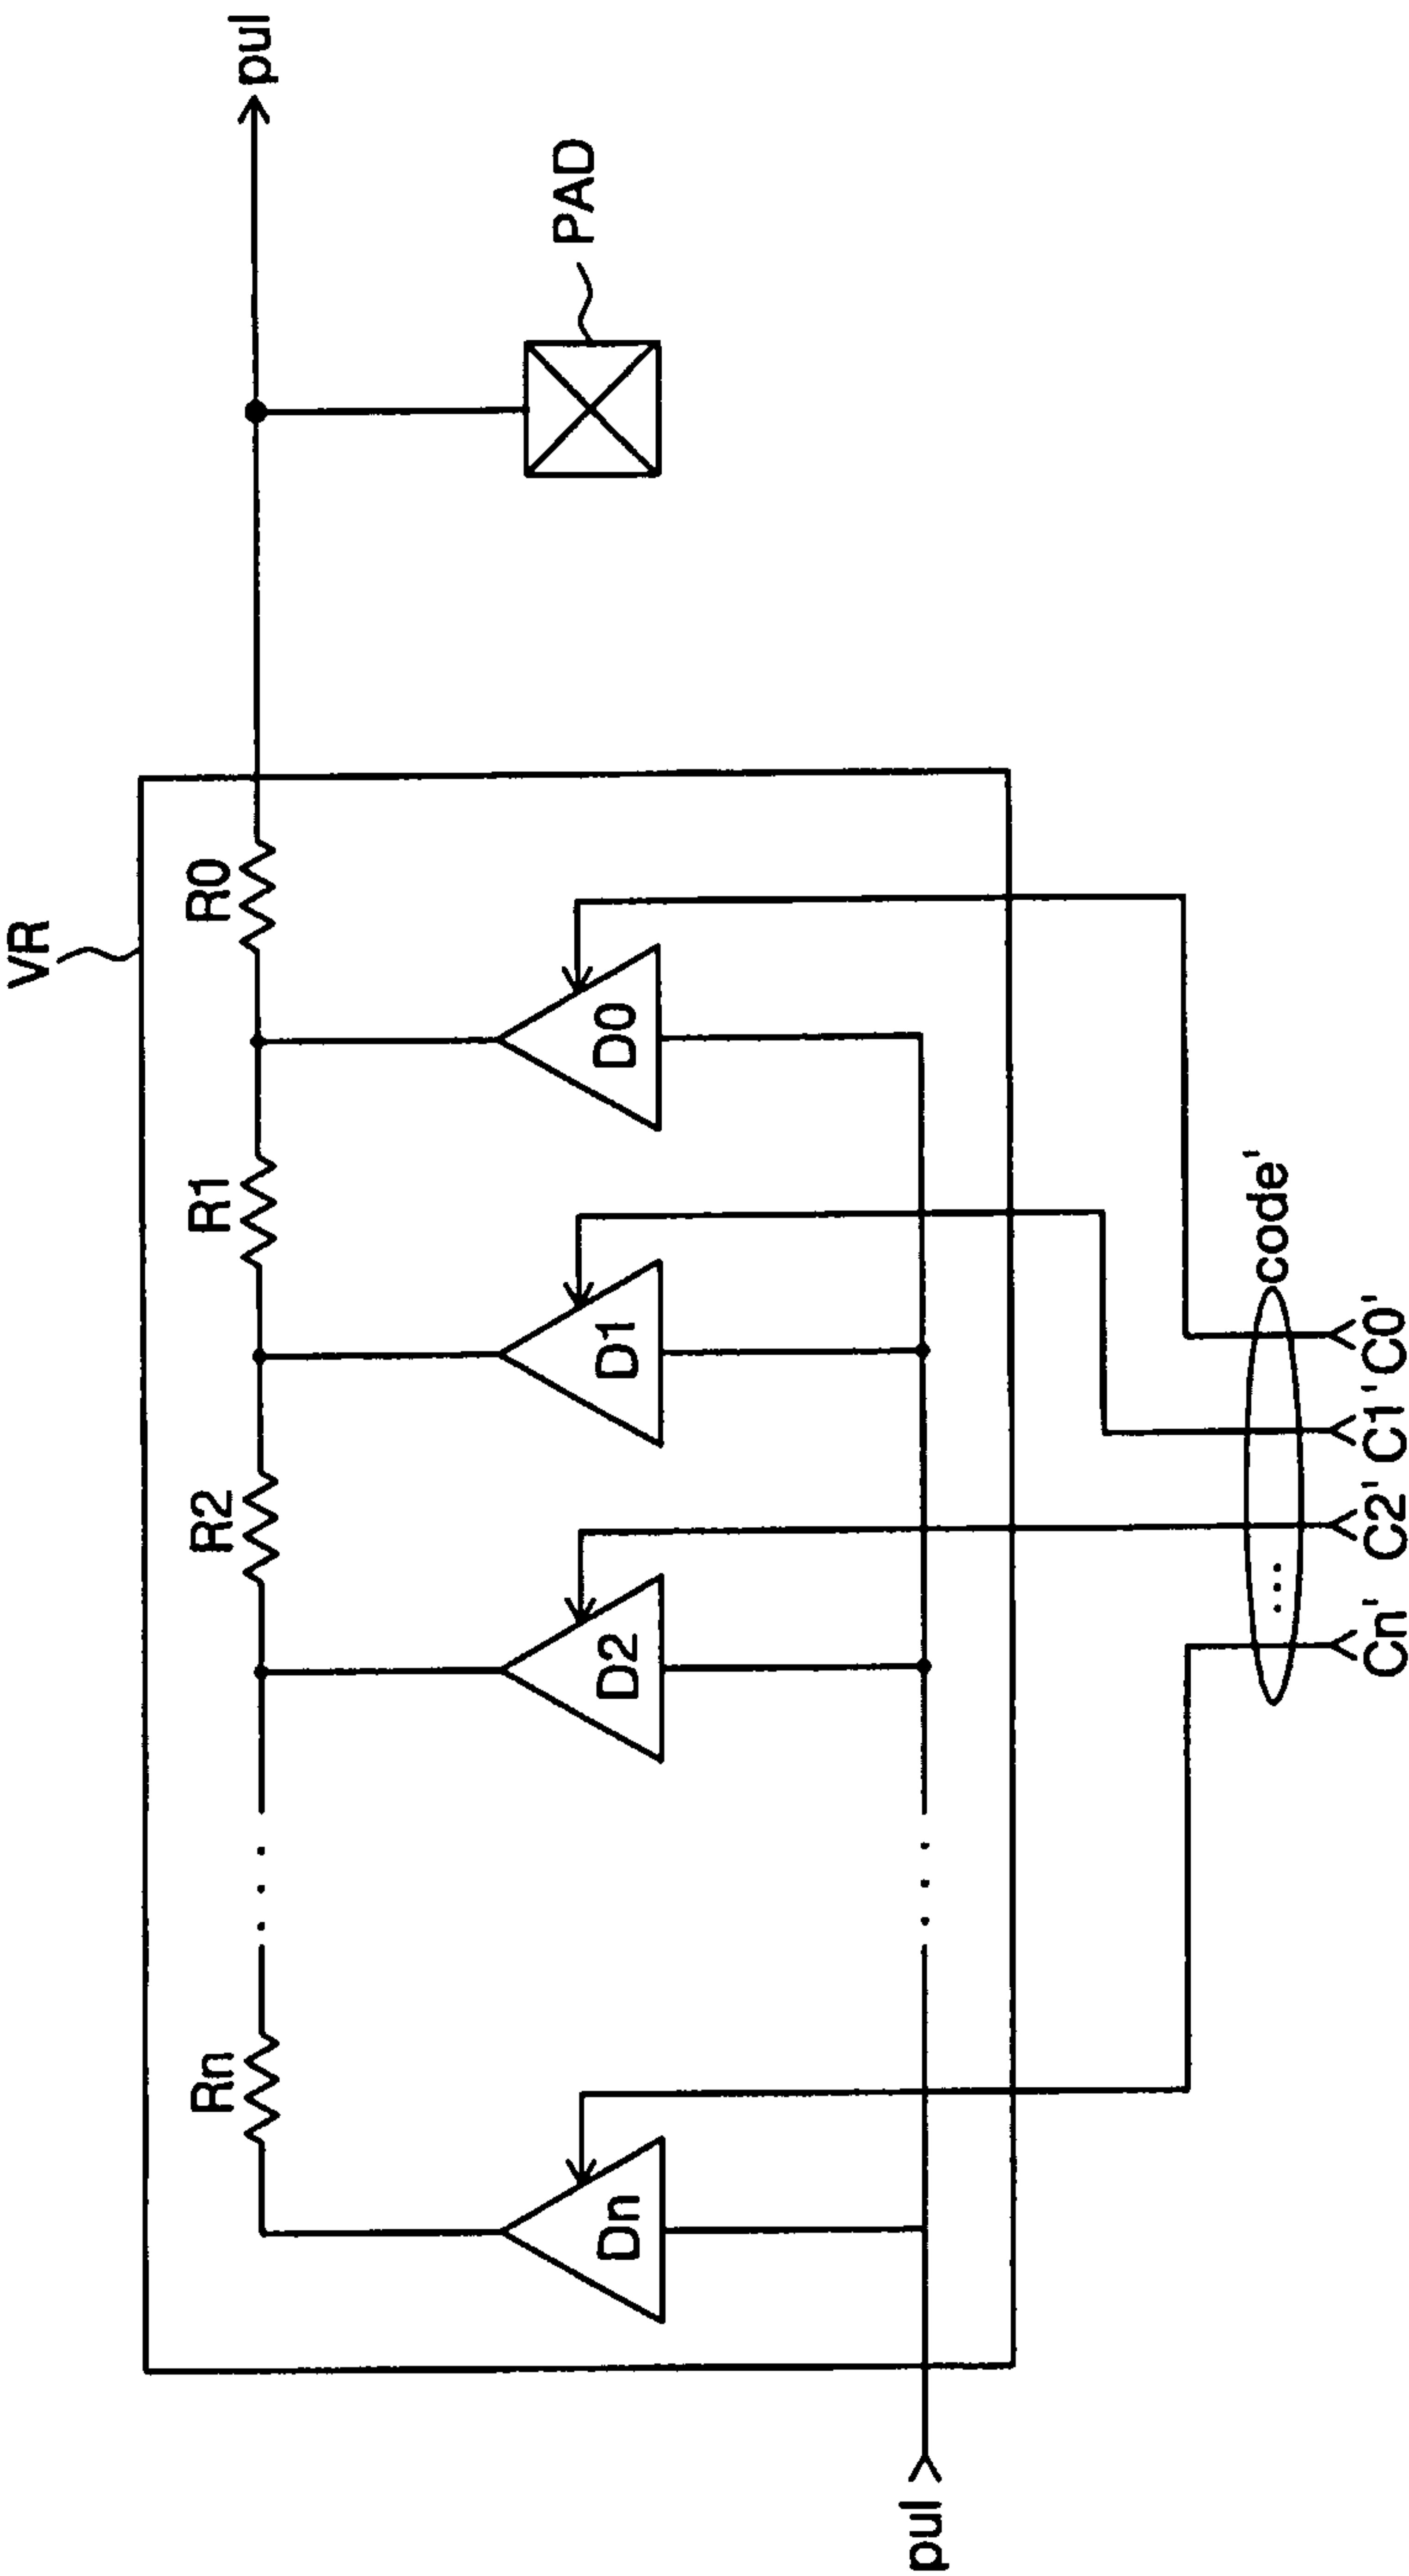 VR
Rn
R2
R1
R0
pul
Dn
D2
D1
D0
PAD
pul
code'
...
Cn'
C2'
C1'
C0'